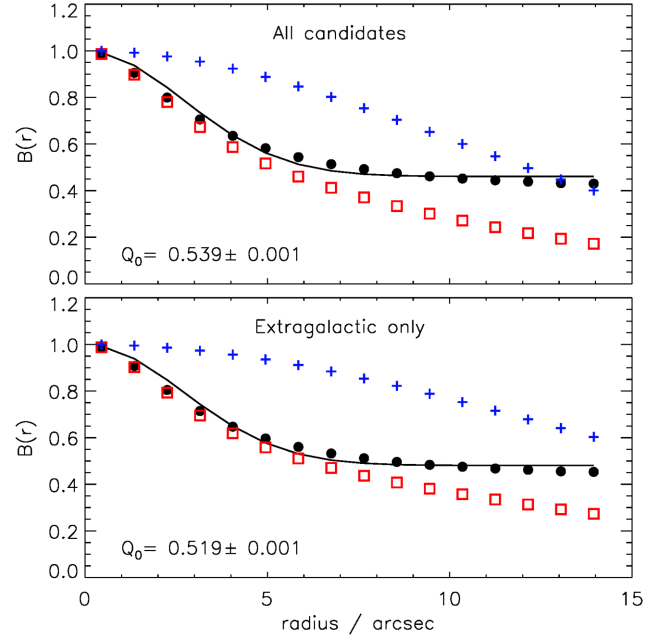 1.2
All candidates
1.0
0.8
B(r)
0.6
0.4
0.2
Q₀= 0.539± 0.001
0.0
1.2
Extragalactic only
1.0
0.8
B(r)
0.6
0.4
0.2
Q₀= 0.519± 0.001
0.0
0 5 10 15
radius / arcsec